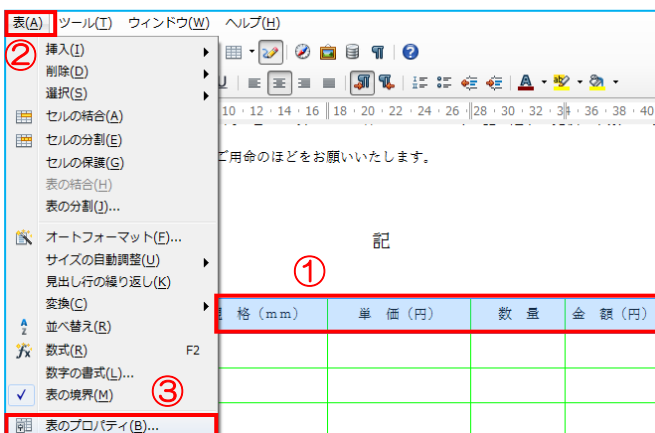 表(A) ツール(T) ウィンドウ(W) ヘルプ(H)
②
挿入(I)
削除(D)
選択(S)
セルの結合(A)
セルの分割(E)
セルの保護(G)
表の結合(H)
表の分割(J)...
オートフォーマット(F)...
サイズの自動調整(U)
見出し行の繰り返し(K)
変換(C)
並べ替え(R)
数式(R) F2
数字の書式(L)...
表の境界(M)
③
表のプロパティ(B)...
10 12 14 16 18 20 22 24 26 28 30 32 34 36 38 40
ご用命のほどをお願いいたします。
記
①
格(mm) 単 価(円) 数 量 金 額(円)